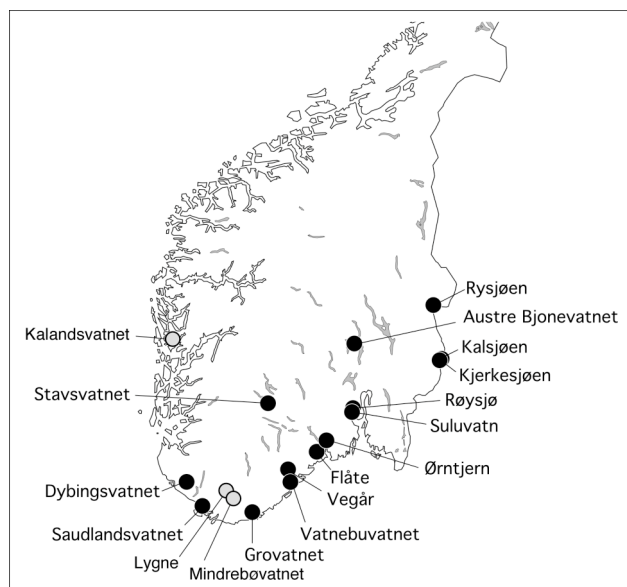 Rysjøen
Austre Bjonevatnet
Kalandsvatnet
Kalsjøen
Kjerkesjøen
Stavsvatnet
Røysjø
Suluvatn
Ørntjern
Flåte
Dybingsvatnet
Vegår
Vatnebuvatnet
Saudlandsvatnet
Grovatnet
Lygne
Mindrebøvatnet